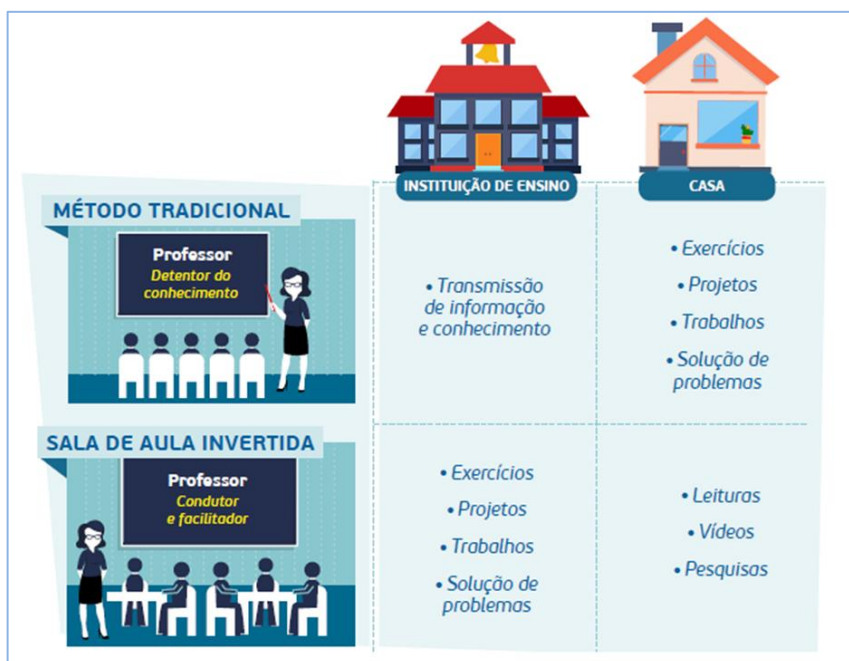 INSTITUIÇÃO DE ENSINO
CASA
MÉTODO TRADICIONAL
Professor
Detentor do
conhecimento
• Transmissão
de informação
e conhecimento
• Exercícios
• Projetos
• Trabalhos
• Solução de
problemas
SALA DE AULA INVERTIDA
Professor
Condutor
e facilitador
• Exercícios
• Projetos
• Trabalhos
• Solução de
problemas
• Leituras
• Vídeos
• Pesquisas